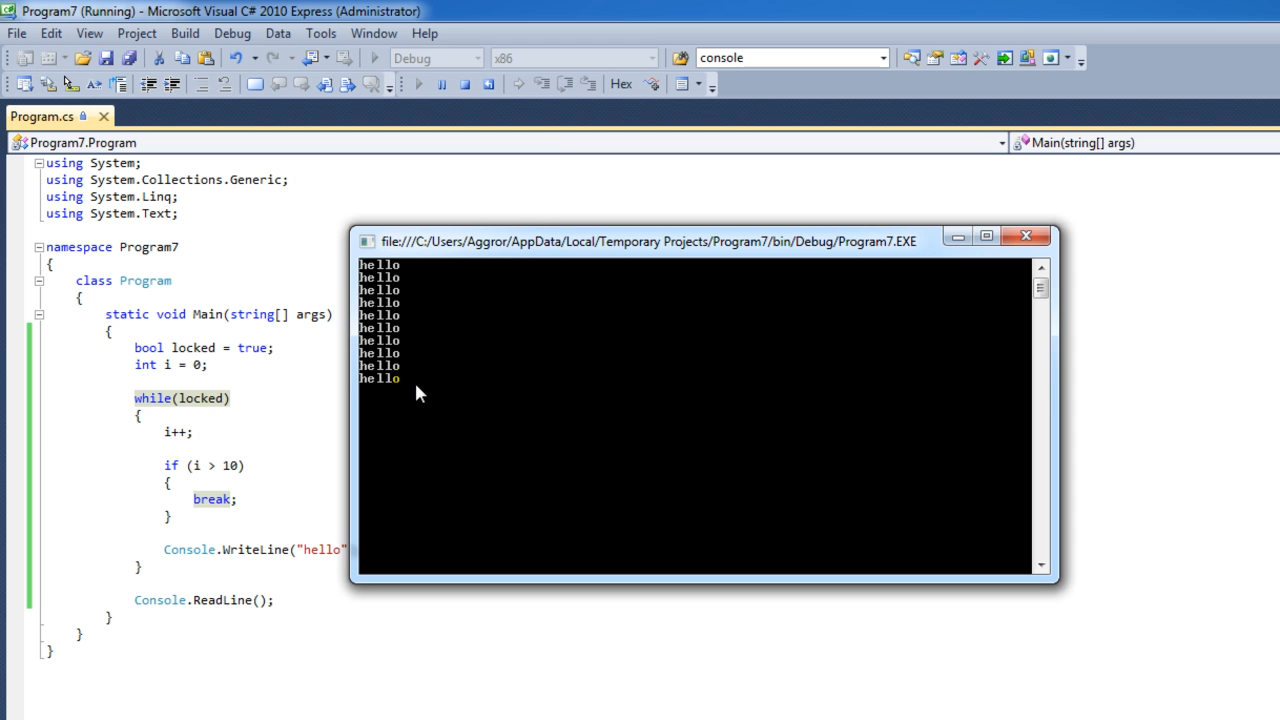 Program7 (Running) - Microsoft Visual C# 2010 Express (Administrator)
File Edit View Project Build Debug Data Tools Window Help
Debug x86 console
Hex
Program.cs
Program7.Program Main(string[] args)
using System;
using System.Collections.Generic;
using System.Linq;
using System.Text;
namespace Program7
{
class Program
{
static void Main(string[] args)
{
bool locked = true;
int i = 0;
while(locked)
{
i++;
if (i > 10)
{
break;
}
Console.WriteLine("hello"
}
Console.ReadLine();
}
}
}
file:///C:/Users/Aggror/AppData/Local/Temporary Projects/Program7/bin/Debug/Program7.EXE
hello
hello
hello
hello
hello
hello
hello
hello
hello
hello